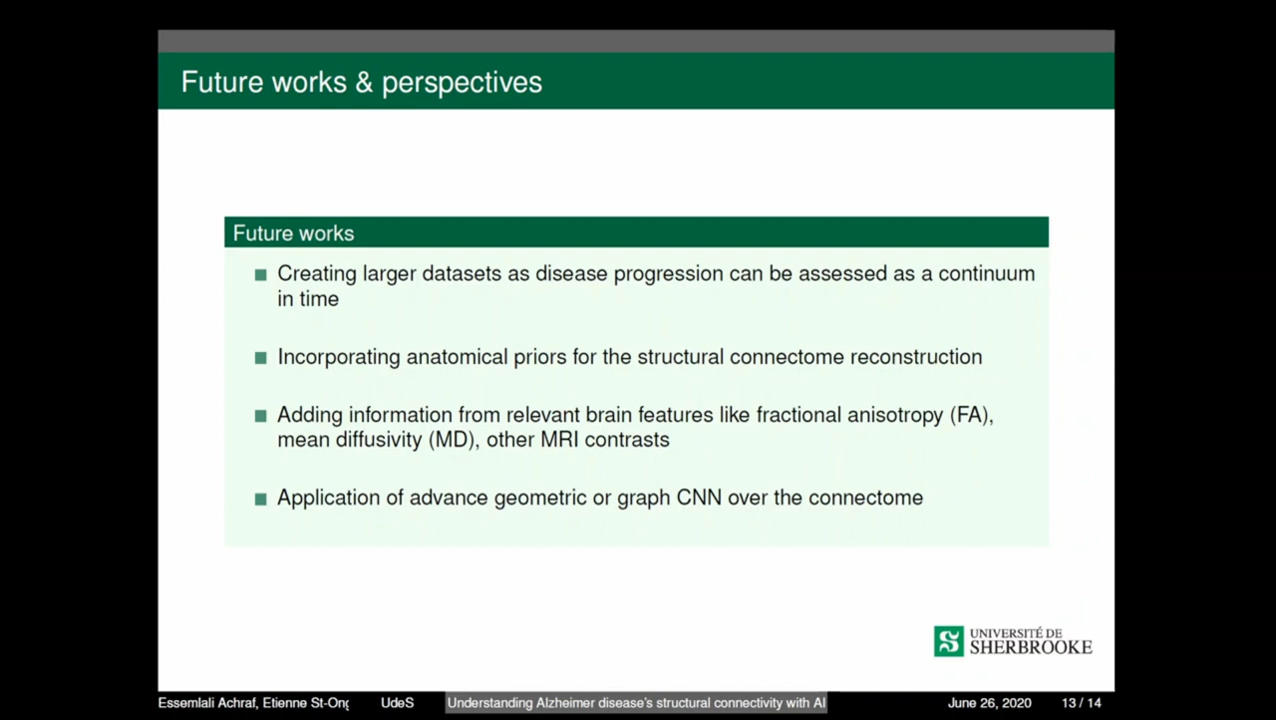 Future works & perspectives
Future works
Creating larger datasets as disease progression can be assessed as a continuum
in time
Incorporating anatomical priors for the structural connectome reconstruction
Adding information from relevant brain features like fractional anisotropy (FA),
mean diffusivity (MD), other MRI contrasts
Application of advance geometric or graph CNN over the connectome
UNIVERSITÉ DE
SHERBROOKE
Essemlali Achraf, Etienne St-Ong UdeS Understanding Alzheimer disease's structural connectivity with AI June 26, 2020 13 / 14